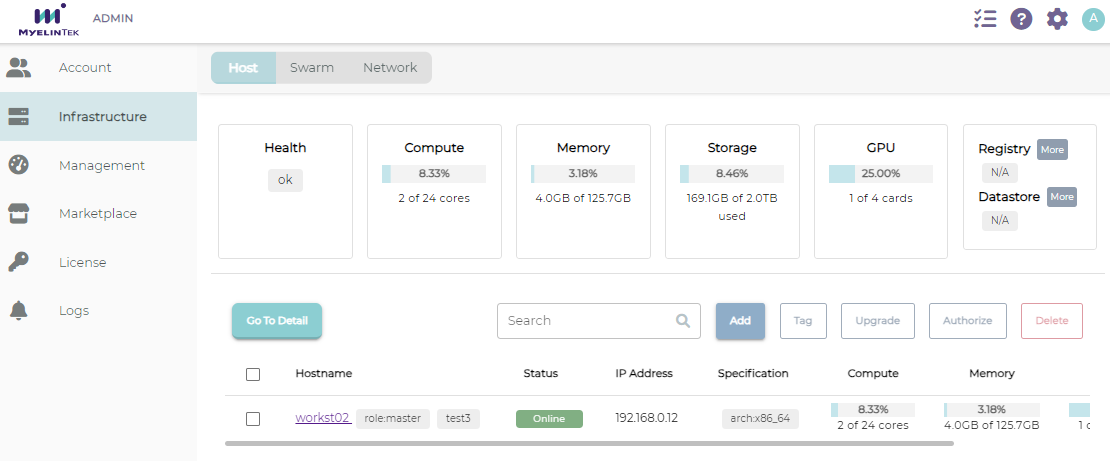 MYELINTEK ADMIN
? A
Account
Infrastructure
Management
Marketplace
License
Logs
Host Swarm Network
Health
ok
Compute
8.33%
2 of 24 cores
Memory
3.18%
4.0GB of 125.7GB
Storage
8.46%
169.1GB of 2.0TB
used
GPU
25.00%
1 of 4 cards
Registry More
N/A
Datastore More
N/A
Go To Detail Search Add Tag Upgrade Authorize Delete
Hostname Status IP Address Specification Compute Memory
workst02 role:master test3 Online 192.168.0.12 arch:x86_64 8.33% 3.18%
2 of 24 cores 4.0GB of 125.7GB 1 c